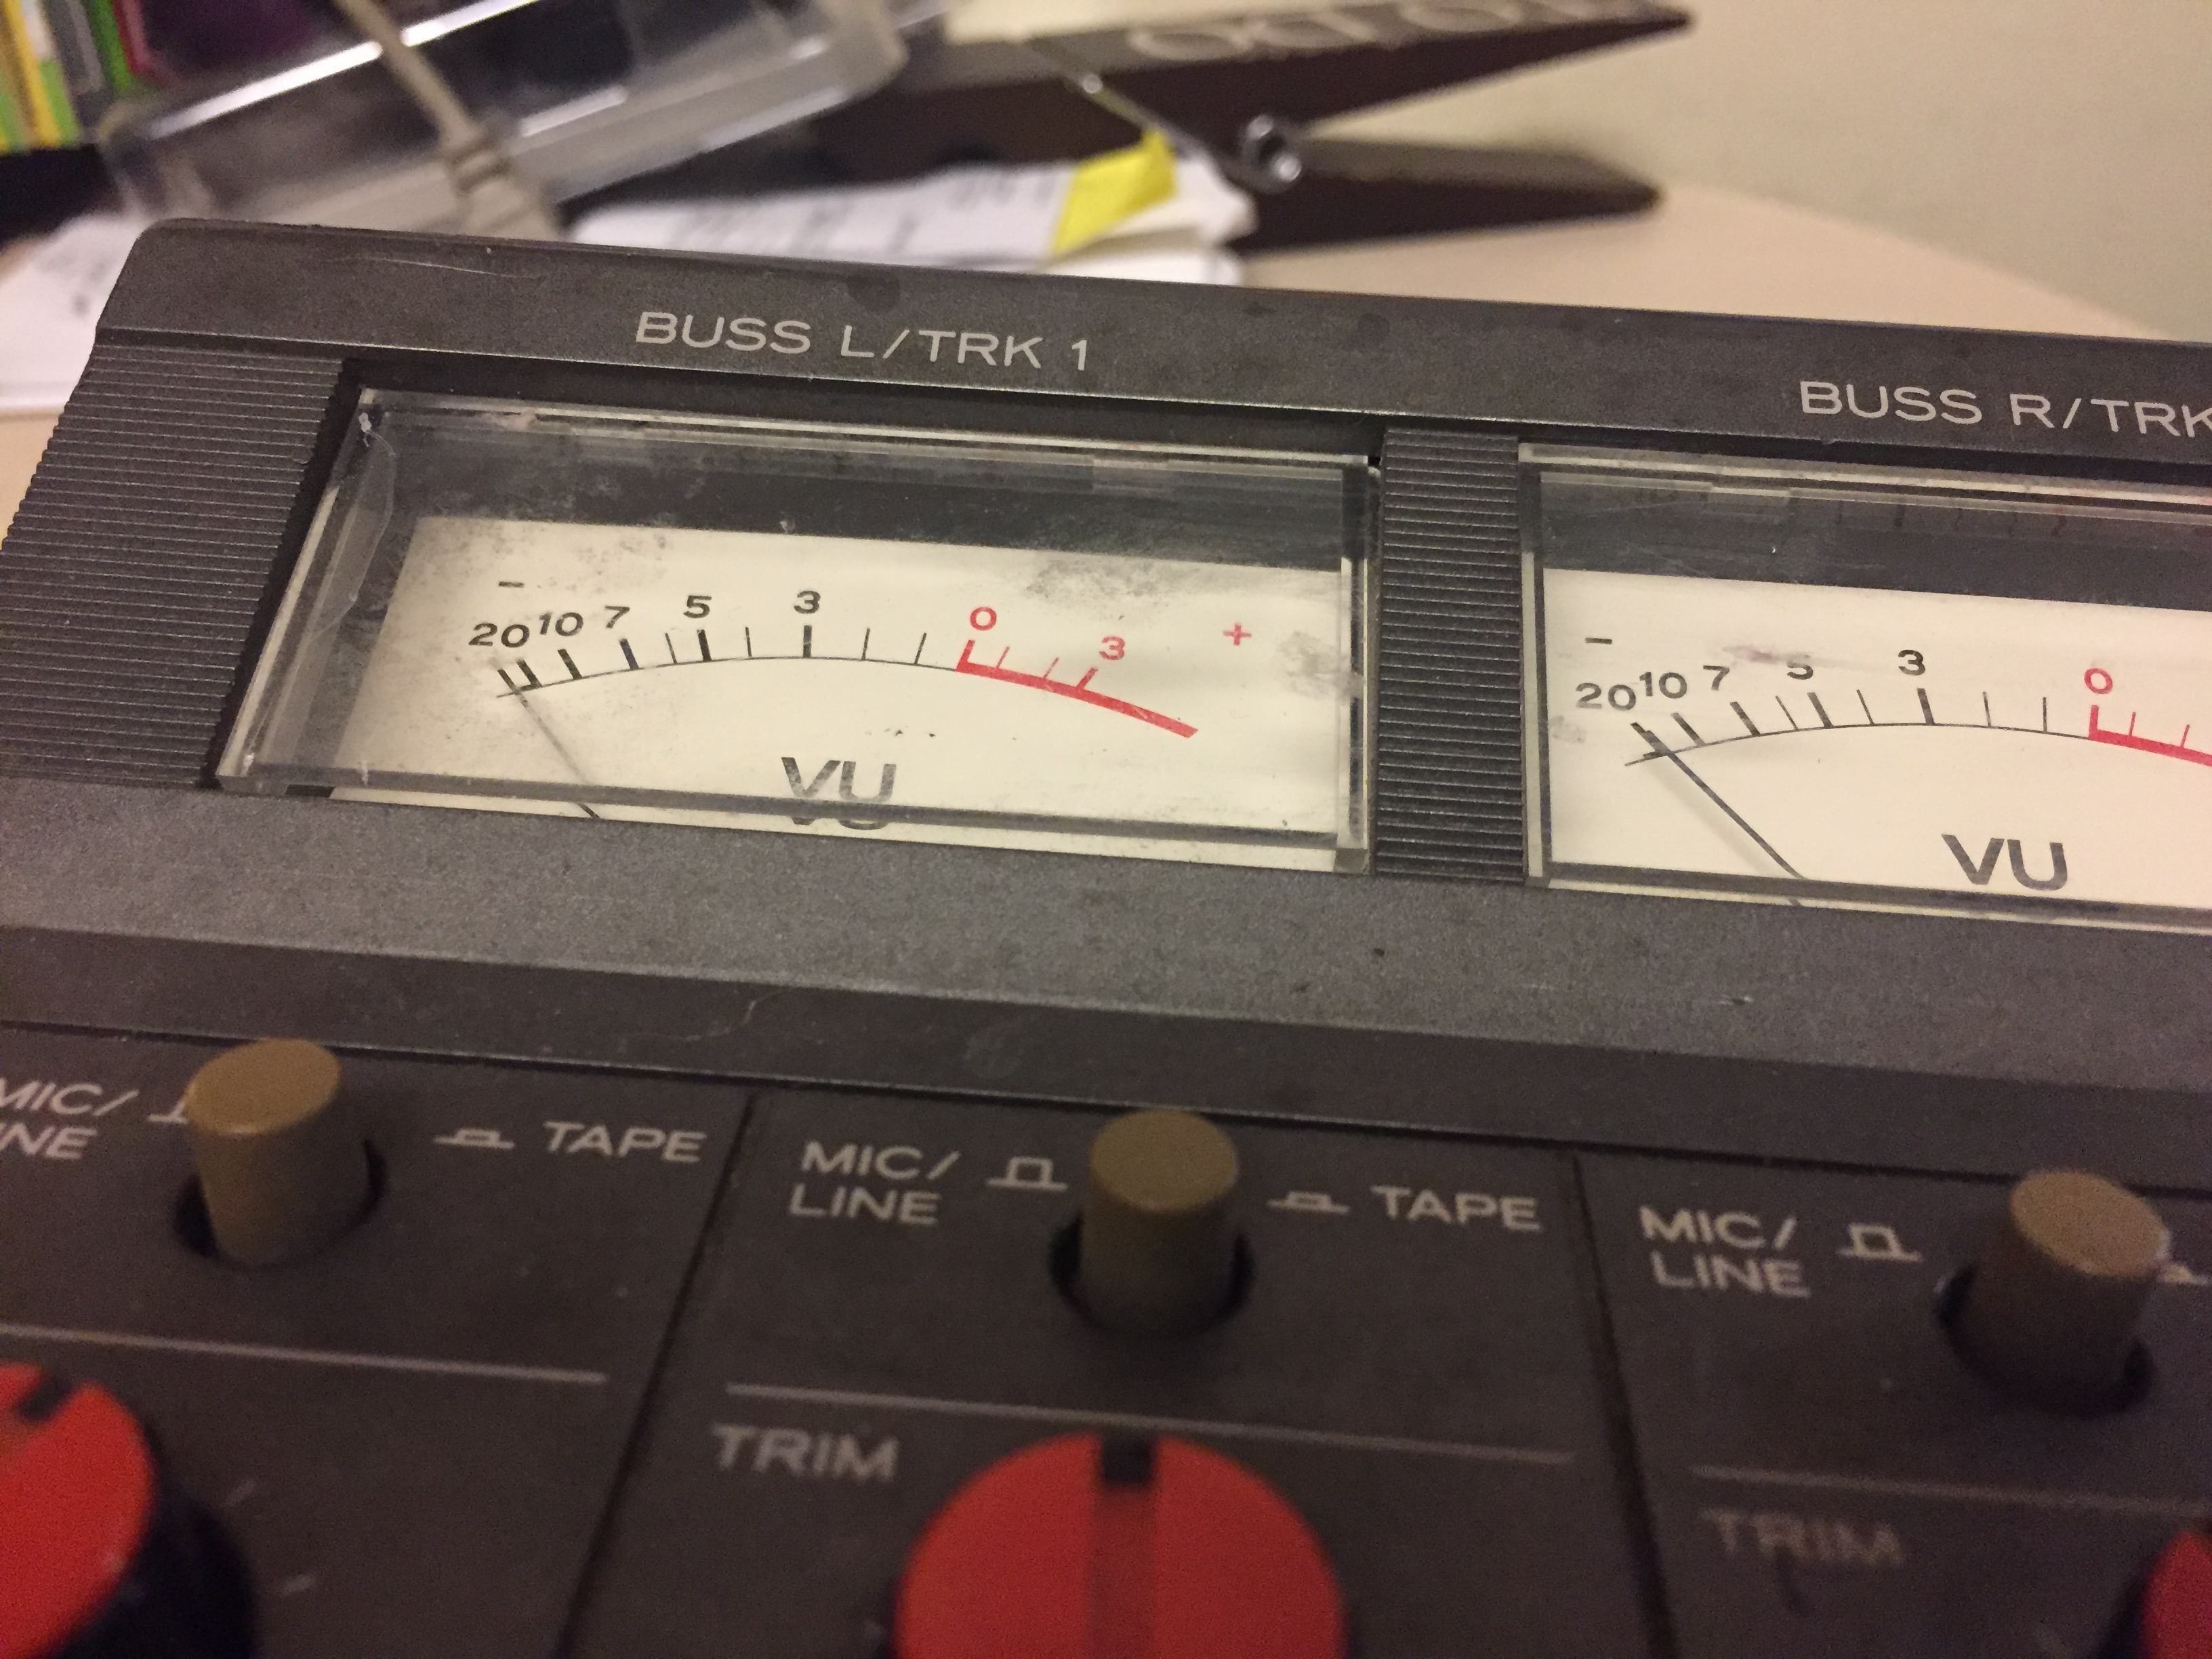 BUSS L/TRK 1
BUSS R/TRK
− 20 10 7 5 3 0 3 +
VU
− 20 10 7 5 3 0
VU
MIC/
LINE
TAPE
MIC/
LINE
TAPE
MIC/
LINE
TRIM
TRIM